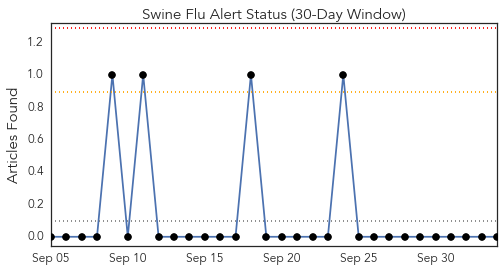 Swine Flu Alert Status (30-Day Window)
Articles Found
1.2
1.0
0.8
0.6
0.4
0.2
0.0
Sep 05 Sep 10 Sep 15 Sep 20 Sep 25 Sep 30